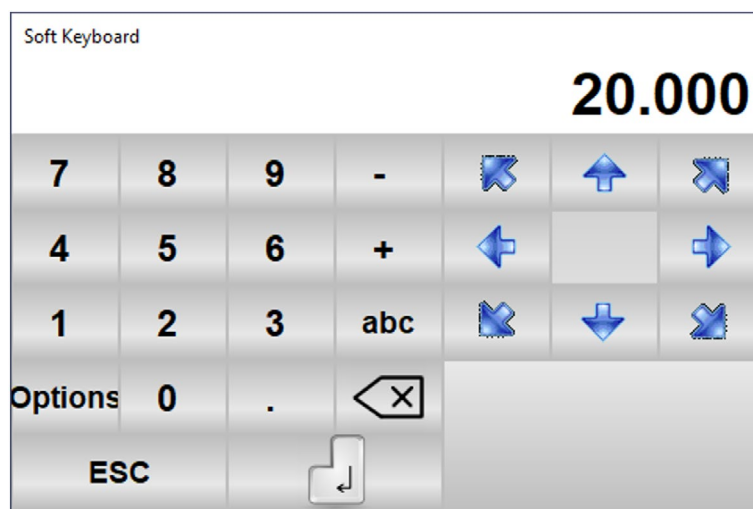 Soft Keyboard
20.000
7 8 9 -
4 5 6 +
1 2 3 abc
Options 0 .
ESC